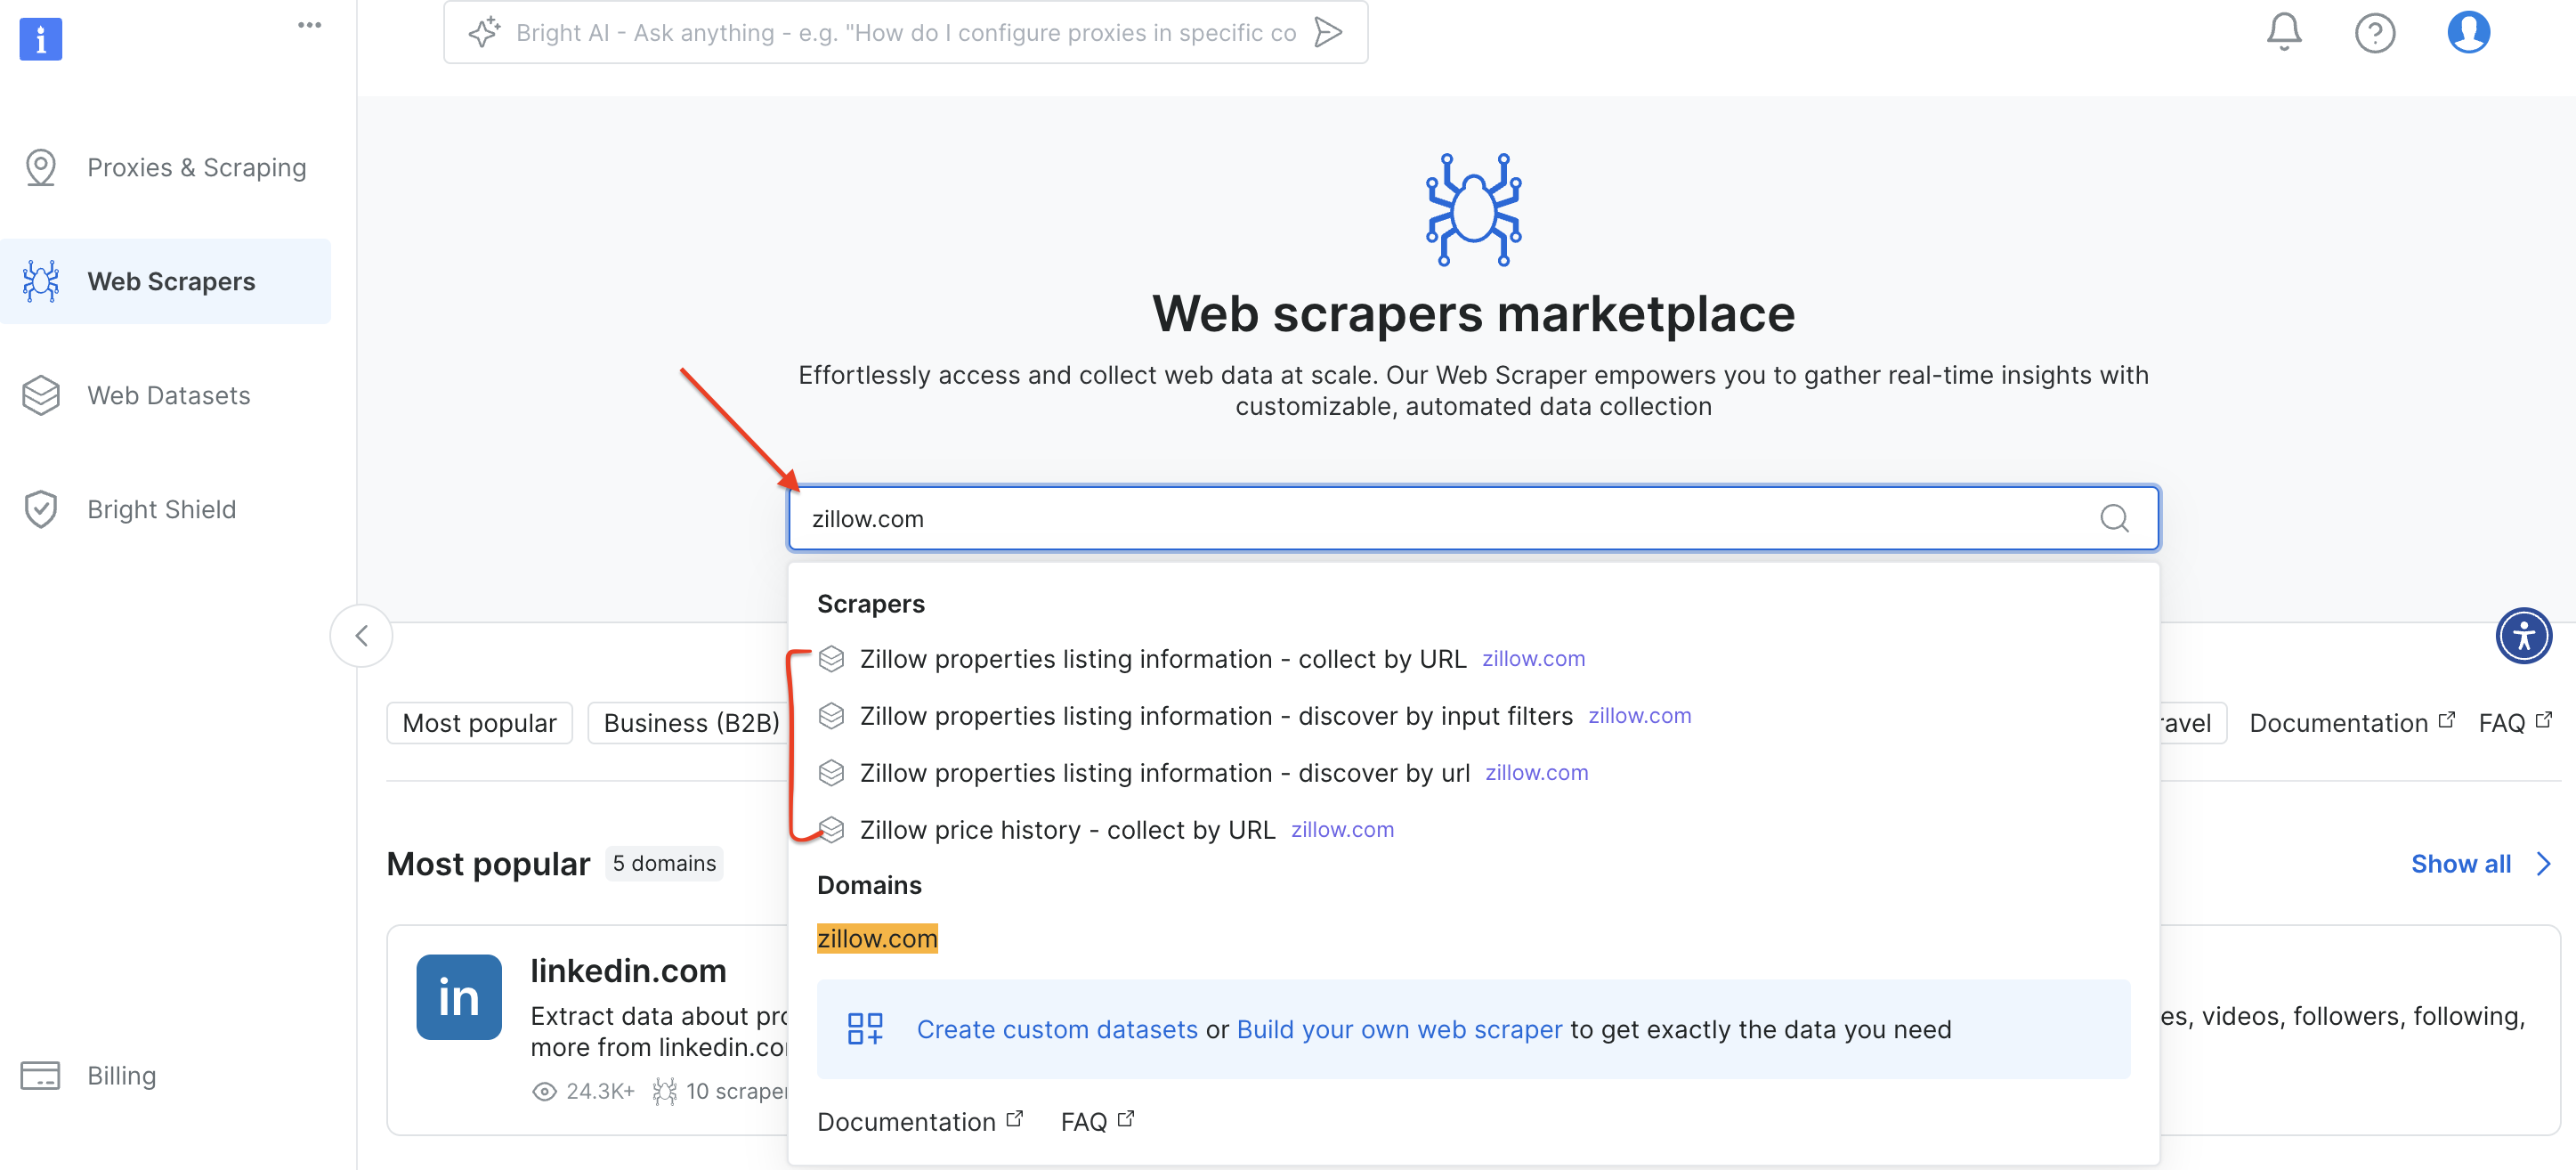 Bright AI - Ask anything - e.g. "How do I configure proxies in specific co
Proxies & Scraping
Web Scrapers
Web Datasets
Bright Shield
Billing
Web scrapers marketplace
Effortlessly access and collect web data at scale. Our Web Scraper empowers you to gather real-time insights with
customizable, automated data collection
zillow.com
Scrapers
Zillow properties listing information - collect by URL zillow.com
Zillow properties listing information - discover by input filters zillow.com
Zillow properties listing information - discover by url zillow.com
Zillow price history - collect by URL zillow.com
Domains
zillow.com
Create custom datasets or Build your own web scraper to get exactly the data you need
Documentation FAQ
Most popular Business (B2B)
Documentation FAQ
Most popular 5 domains
Show all
in
linkedin.com
Extract data about
more from
24.3K+ 10
videos, followers, following,